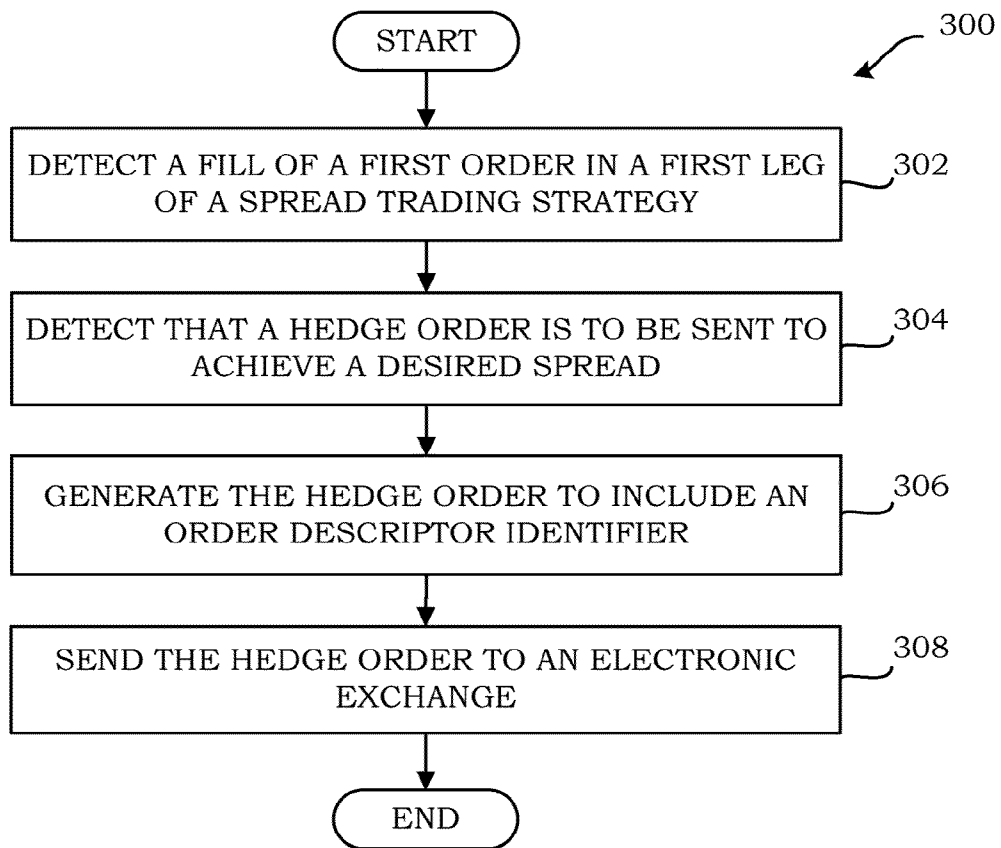 START
300
DETECT A FILL OF A FIRST ORDER IN A FIRST LEG
OF A SPREAD TRADING STRATEGY
302
DETECT THAT A HEDGE ORDER IS TO BE SENT TO
ACHIEVE A DESIRED SPREAD
304
GENERATE THE HEDGE ORDER TO INCLUDE AN
ORDER DESCRIPTOR IDENTIFIER
306
SEND THE HEDGE ORDER TO AN ELECTRONIC
EXCHANGE
308
END